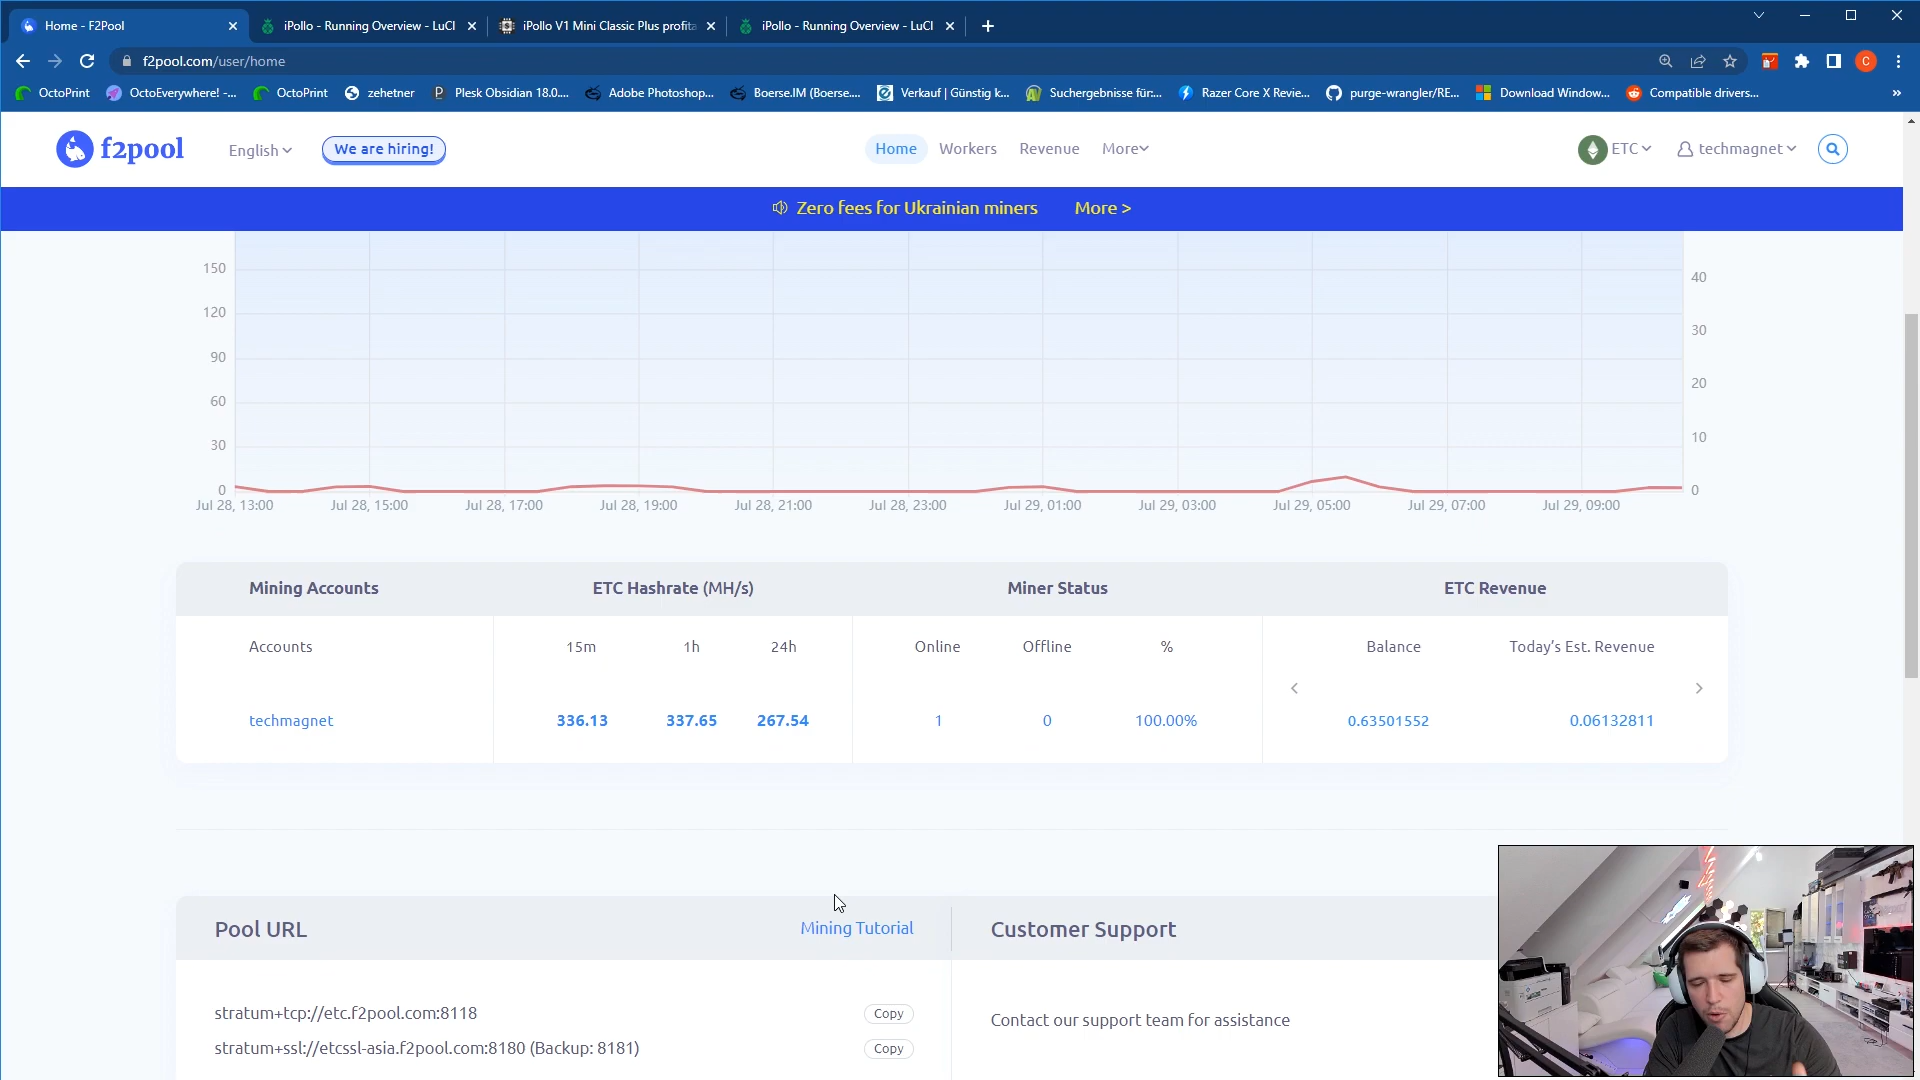 Home - F2Pool
iPollo - Running Overview - LuCI
iPollo V1 Mini Classic Plus profita
iPollo - Running Overview - LuCI
f2pool.com/user/home
OctoPrint
OctoEverywhere! -...
OctoPrint
zehetner
Plesk Obsidian 18.0....
Adobe Photoshop,...
Boerse.IM (Boerse....
Verkauf | Günstig k...
Suchergebnisse für:...
Razer Core X Revie...
purge-wrangler/RE...
Download Window...
Compatible drivers...
»
f2pool
English
We are hiring!
Home
Workers
Revenue
More
ETC
techmagnet
Zero fees for Ukrainian miners
More >
150
120
90
60
30
0
40
30
20
10
0
Jul 28, 13:00
Jul 28, 15:00
Jul 28, 17:00
Jul 28, 19:00
Jul 28, 21:00
Jul 28, 23:00
Jul 29, 01:00
Jul 29, 03:00
Jul 29, 05:00
Jul 29, 07:00
Jul 29, 09:00
Mining Accounts
ETC Hashrate (MH/s)
Miner Status
ETC Revenue
Accounts
15m
1h
24h
Online
Offline
%
Balance
Today's Est. Revenue
techmagnet
336.13
337.65
267.54
1
0
100.00%
0.63501552
0.06132811
Pool URL
Mining Tutorial
Customer Support
stratum+tcp://etc.f2pool.com:8118
Copy
Contact our support team for assistance
stratum+ssl://etcssl-asia.f2pool.com:8180 (Backup: 8181)
Copy